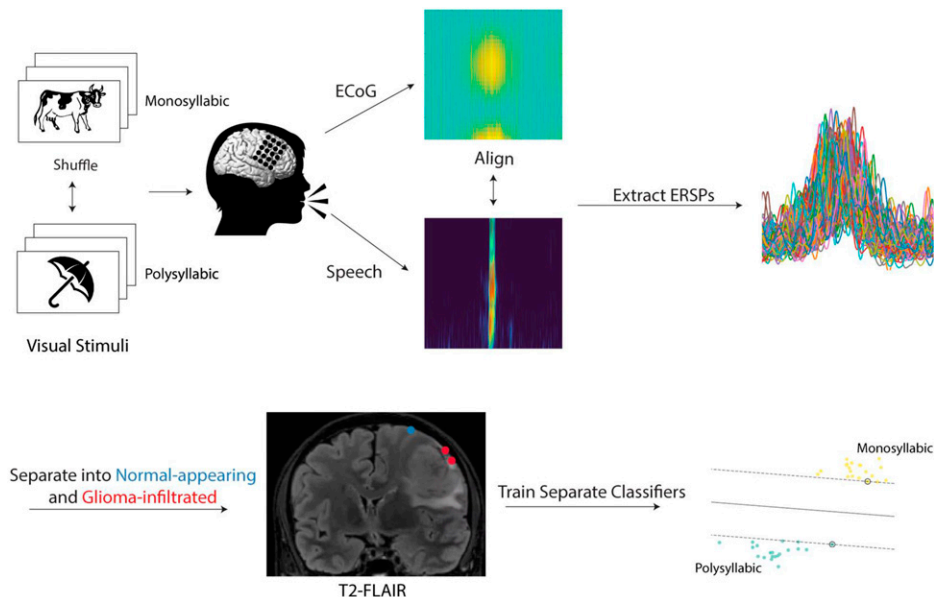 Monosyllabic
Shuffle
Polysyllabic
Visual Stimuli
ECoG
Speech
Align
Extract ERSPs
Separate into Normal-appearing
and Glioma-infiltrated
T2-FLAIR
Train Separate Classifiers
Monosyllabic
Polysyllabic